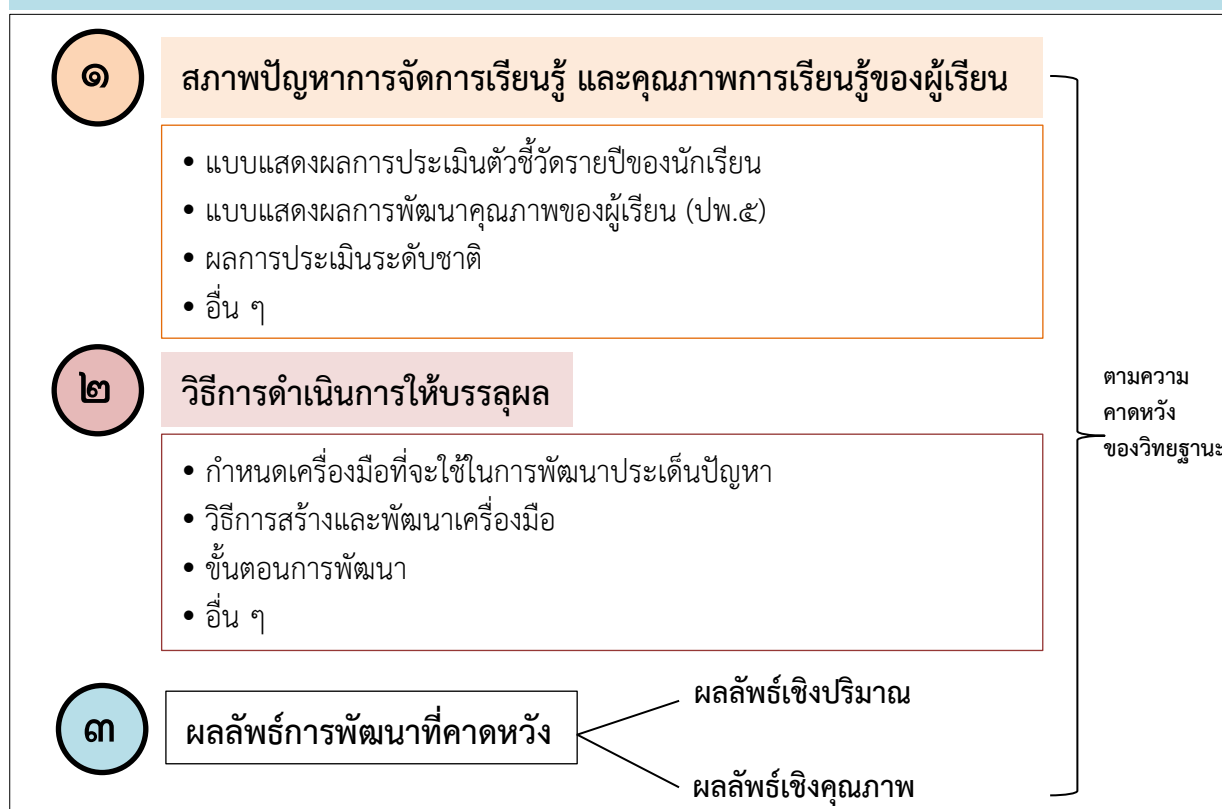 ๑
สภาพปัญหาการจัดการเรียนรู้ และคุณภาพการเรียนรู้ของผู้เรียน
• แบบแสดงผลการประเมินตัวชี้วัดรายปีของนักเรียน
• แบบแสดงผลการพัฒนาคุณภาพของผู้เรียน (ปพ.๕)
• ผลการประเมินระดับชาติ
• อื่น ๆ
๒
วิธีการดำเนินการให้บรรลุผล
• กำหนดเครื่องมือที่จะใช้ในการพัฒนาประเด็นปัญหา
• วิธีการสร้างและพัฒนาเครื่องมือ
• ขั้นตอนการพัฒนา
• อื่น ๆ
๓
ผลลัพธ์การพัฒนาที่คาดหวัง
ผลลัพธ์เชิงปริมาณ
ผลลัพธ์เชิงคุณภาพ
ตามความ
คาดหวัง
ของวิทยฐานะ